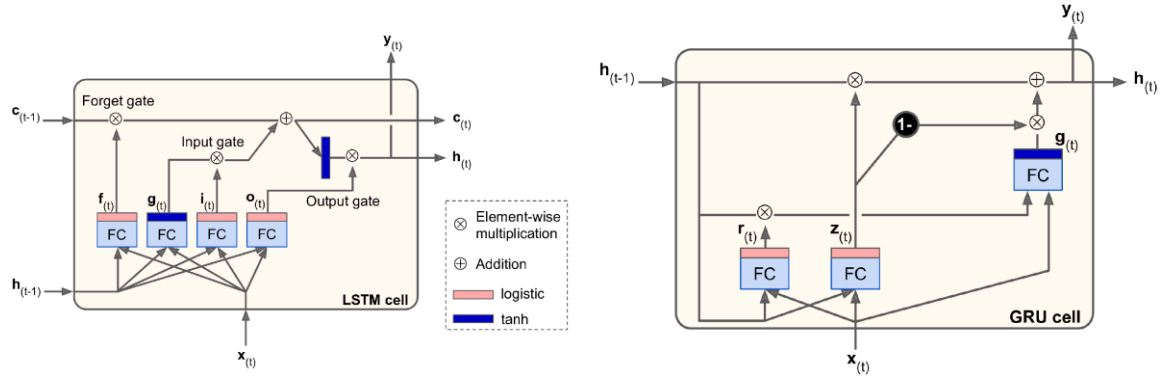 y(t)
Forget gate
c(t-1)
c(t)
Input gate
h(t)
f(t) g(t) i(t) o(t)
Output gate
FC FC FC FC
h(t-1)
LSTM cell
x(t)
Element-wise
multiplication
Addition
logistic
tanh
y(t)
h(t-1)
h(t)
1-
g(t)
FC
r(t) z(t)
FC FC
GRU cell
x(t)